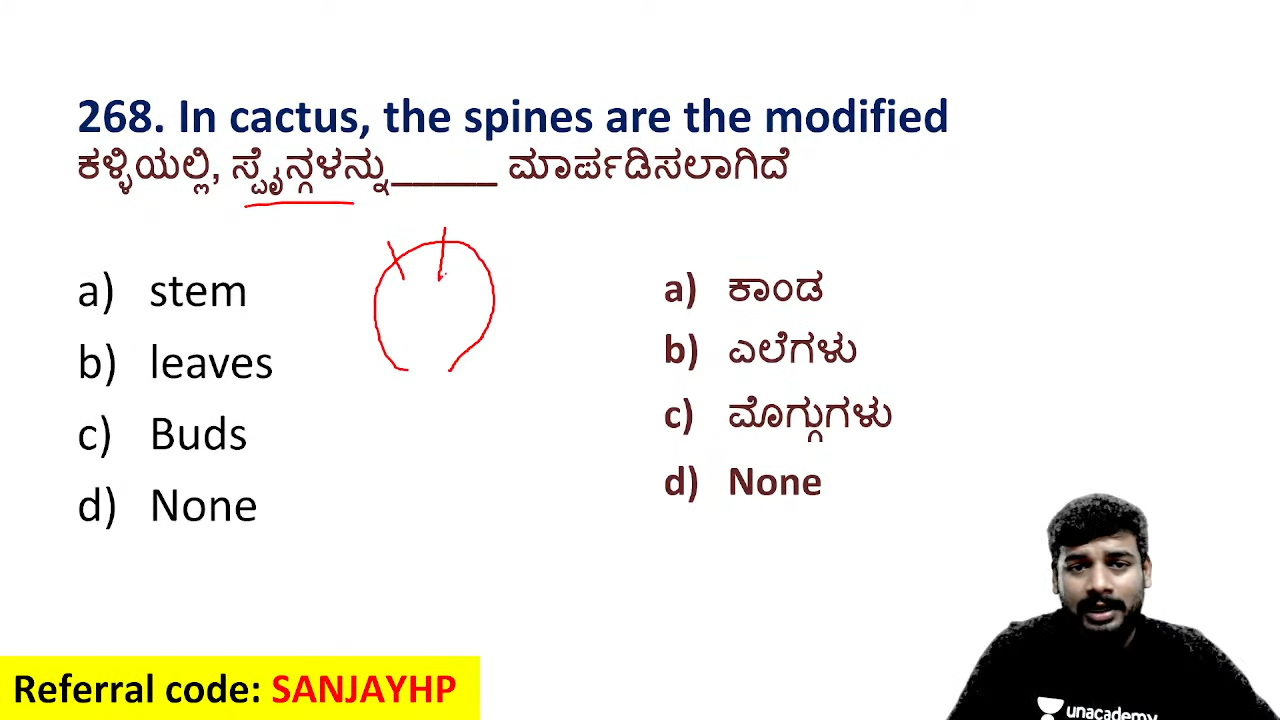 268. In cactus, the spines are the modified
ಕಳ್ಳಿಯಲ್ಲಿ, ಸ್ಪೈನ್ಗಳನ್ನು_____ ಮಾರ್ಪಡಿಸಲಾಗಿದೆ
a) stem
b) leaves
c) Buds
d) None
a) ಕಾಂಡ
b) ಎಲೆಗಳು
c) ಮೊಗ್ಗುಗಳು
d) None
Referral code: SANJAYHP
unacademy